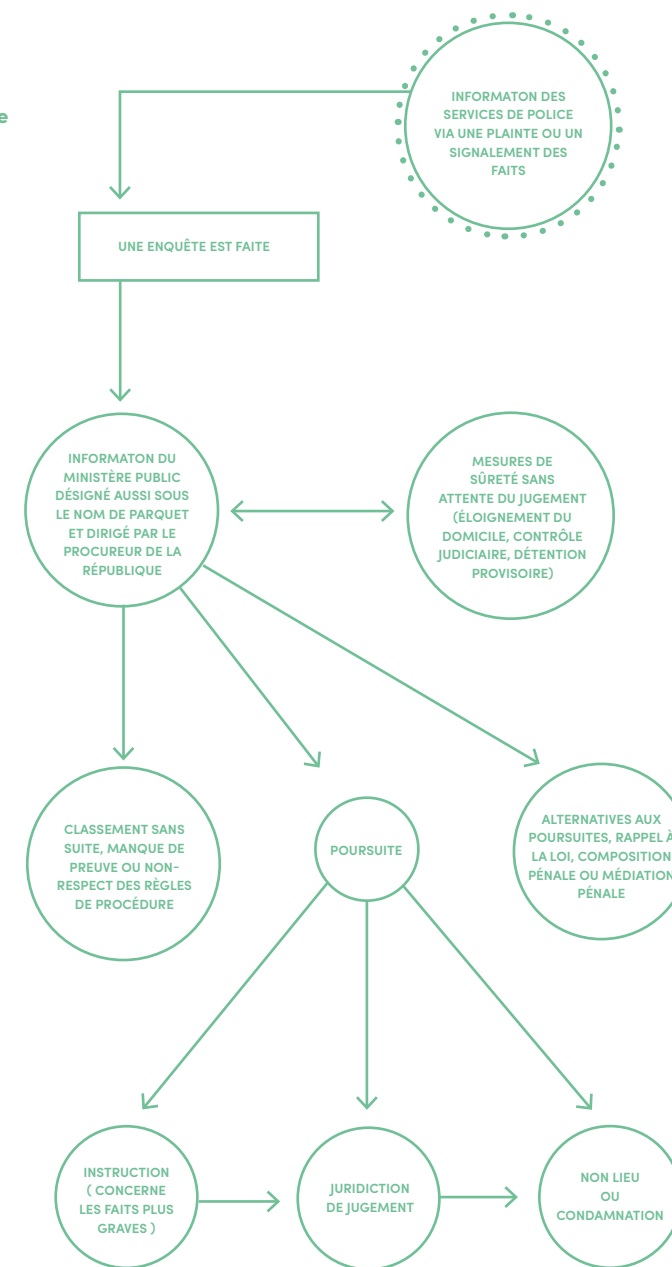 e
INFORMATON DES
SERVICES DE POLICE
VIA UNE PLAINTE OU UN
SIGNALEMENT DES
FAITS
UNE ENQUÊTE EST FAITE
INFORMATON DU
MINISTÈRE PUBLIC
DÉSIGNÉ AUSSI SOUS
LE NOM DE PARQUET
ET DIRIGÉ PAR LE
PROCUREUR DE LA
RÉPUBLIQUE
MESURES DE
SÛRETÉ SANS
ATTENTE DU JUGEMENT
(ÉLOIGNEMENT DU
DOMICILE, CONTRÔLE
JUDICIAIRE, DÉTENTION
PROVISOIRE)
CLASSEMENT SANS
SUITE, MANQUE DE
PREUVE OU NON-
RESPECT DES RÈGLES
DE PROCÉDURE
POURSUITE
ALTERNATIVES AUX
POURSUITES, RAPPEL À
LA LOI, COMPOSITION
PÉNALE OU MÉDIATION
PÉNALE
INSTRUCTION
( CONCERNE
LES FAITS PLUS
GRAVES )
JURIDICTION
DE JUGEMENT
NON LIEU
OU
CONDAMNATION